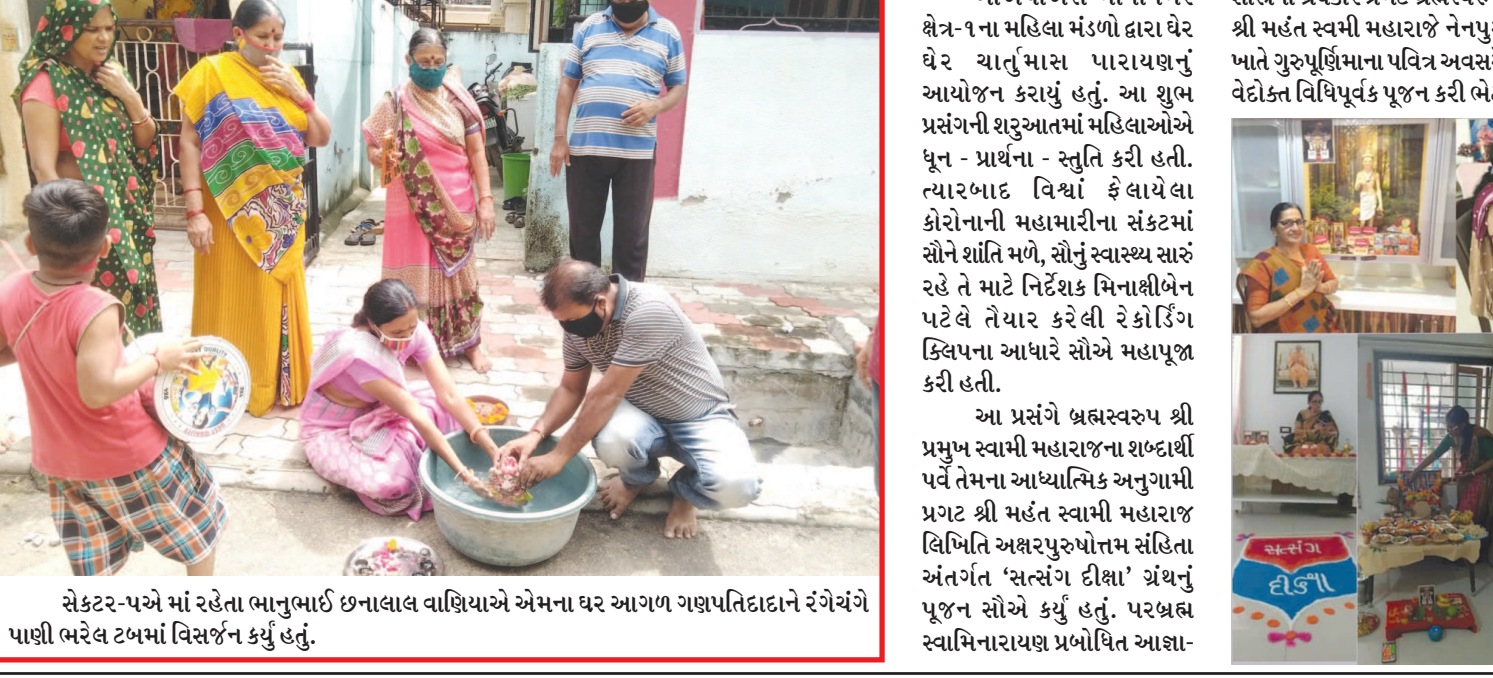 સેકટર-૫એ માં રહેતા ભાનુભાઈ છનાલાલ વાણિયાએ એમના ઘર આગળ ગણપતિદાદાને રંગેચંગે
પાણી ભરેલ ટબમાં વિસર્જન કર્યું હતું.
ક્ષેત્ર-૧ના મહિલા મંડળો દ્વારા ઘેર
ઘેર ચાર્તુમાસ પારાયણનું
આયોજન કરાયું હતું. આ શુભ
પ્રસંગની શરુઆતમાં મહિલાઓએ
ધૂન - પ્રાર્થના - સ્તુતિ કરી હતી.
ત્યારબાદ વિશ્વાં ફેલાયેલા
કોરોનાની મહામારીના સંકટમાં
સૌને શાંતિ મળે, સૌનું સ્વાસ્થ્ય સારું
રહે તે માટે નિર્દેશક મિનાક્ષીબેન
પટેલે તૈયાર કરેલી રેકોર્ડિંગ
ક્લિપના આધારે સૌએ મહાપૂજા
કરી હતી.
આ પ્રસંગે બ્રહ્મસ્વરુપ શ્રી
પ્રમુખ સ્વામી મહારાજના શબ્દાર્થી
પર્વે તેમના આધ્યાત્મિક અનુગામી
પ્રગટ શ્રી મહંત સ્વામી મહારાજ
લિખિતિ અક્ષરપુરુષોત્તમ સંહિતા
અંતર્ગત ‘સત્સંગ દીક્ષા’ ગ્રંથનું
પૂજન સૌએ કર્યું હતું. પરબ્રહ્મ
સ્વામિનારાયણ પ્રબોધિત આજ્ઞા-
શ્રી મહંત સ્વમી મહારાજે નેનપુર
ખાતે ગુરુપૂર્ણિમાના પવિત્ર અવસરે
વેદોક્ત વિધિપૂર્વક પૂજન કરી ભેટ
સત્સંગ
દીક્ષા